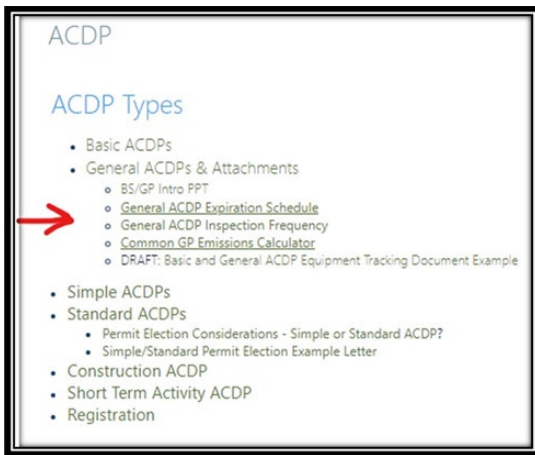 ACDP
ACDP Types
Basic ACDPs
General ACDPs & Attachments
BS/GP Intro PPT
General ACDP Expiration Schedule
General ACDP Inspection Frequency
Common GP Emissions Calculator
DRAFT: Basic and General ACDP Equipment Tracking Document Example
Simple ACDPs
Standard ACDPs
Permit Election Considerations - Simple or Standard ACDP?
Simple/Standard Permit Election Example Letter
Construction ACDP
Short Term Activity ACDP
Registration